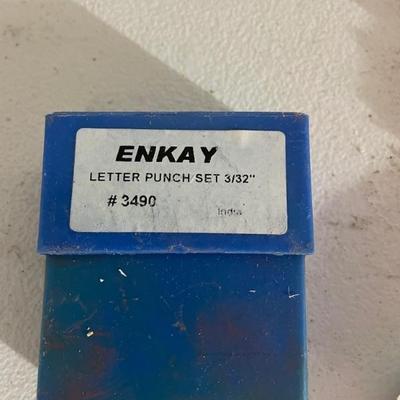 ENKAY
LETTER PUNCH SET 3/32"
# 3490
India